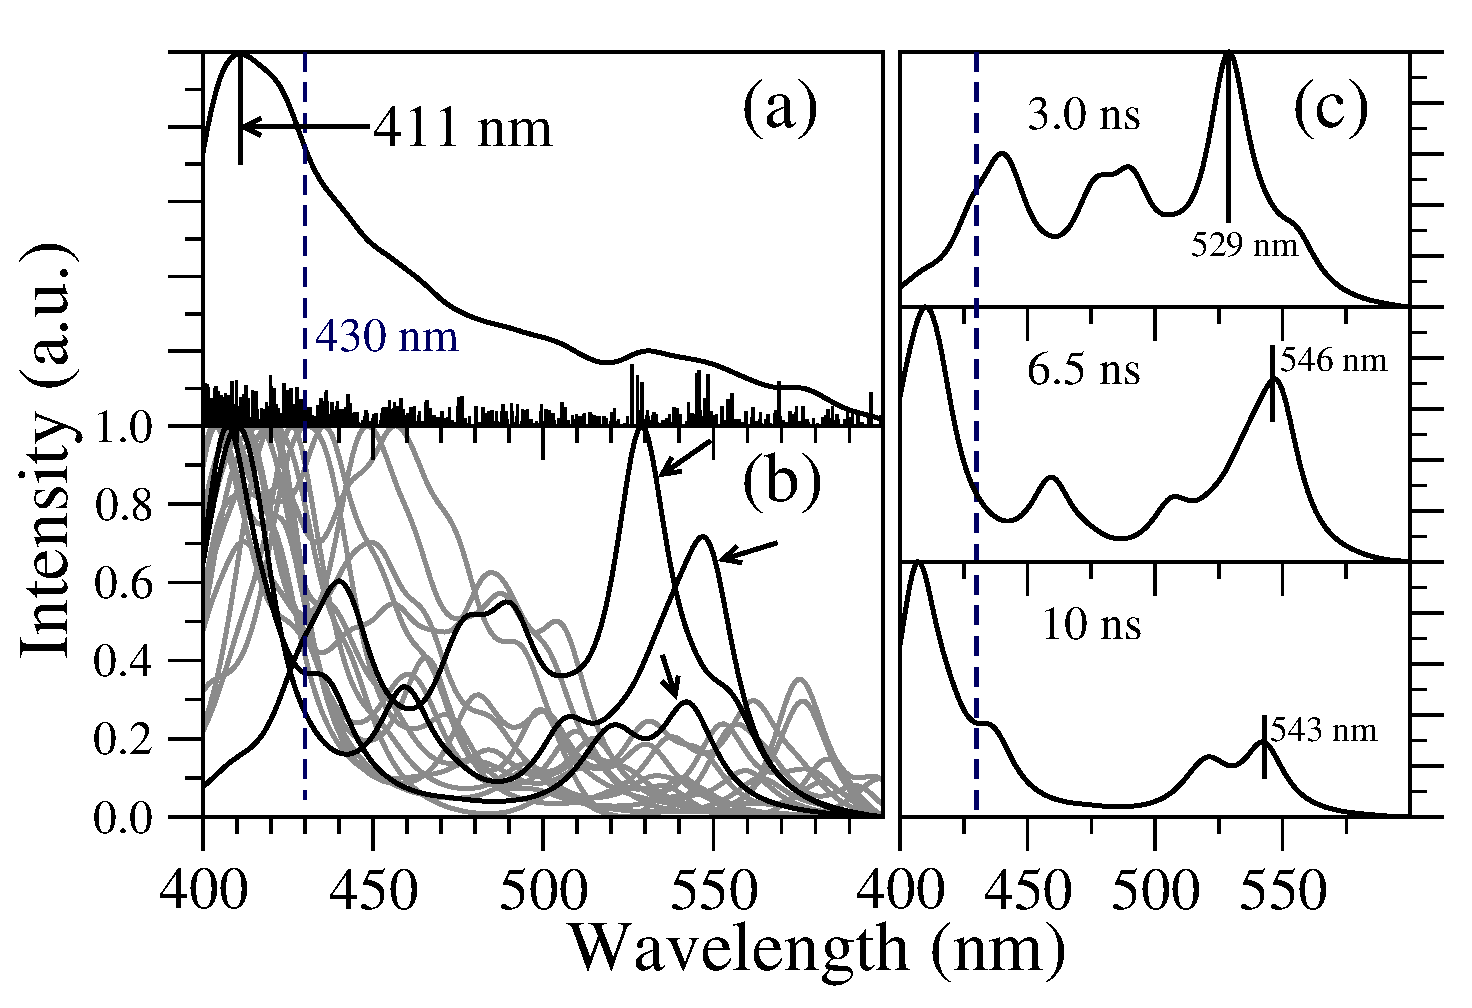 (a)
411 nm
430 nm
(b)
1.0
0.8
0.6
0.4
0.2
0.0
Intensity (a.u.)
400 450 500 550
(c)
3.0 ns
529 nm
6.5 ns
546 nm
10 ns
543 nm
400 450 500 550
Wavelength (nm)